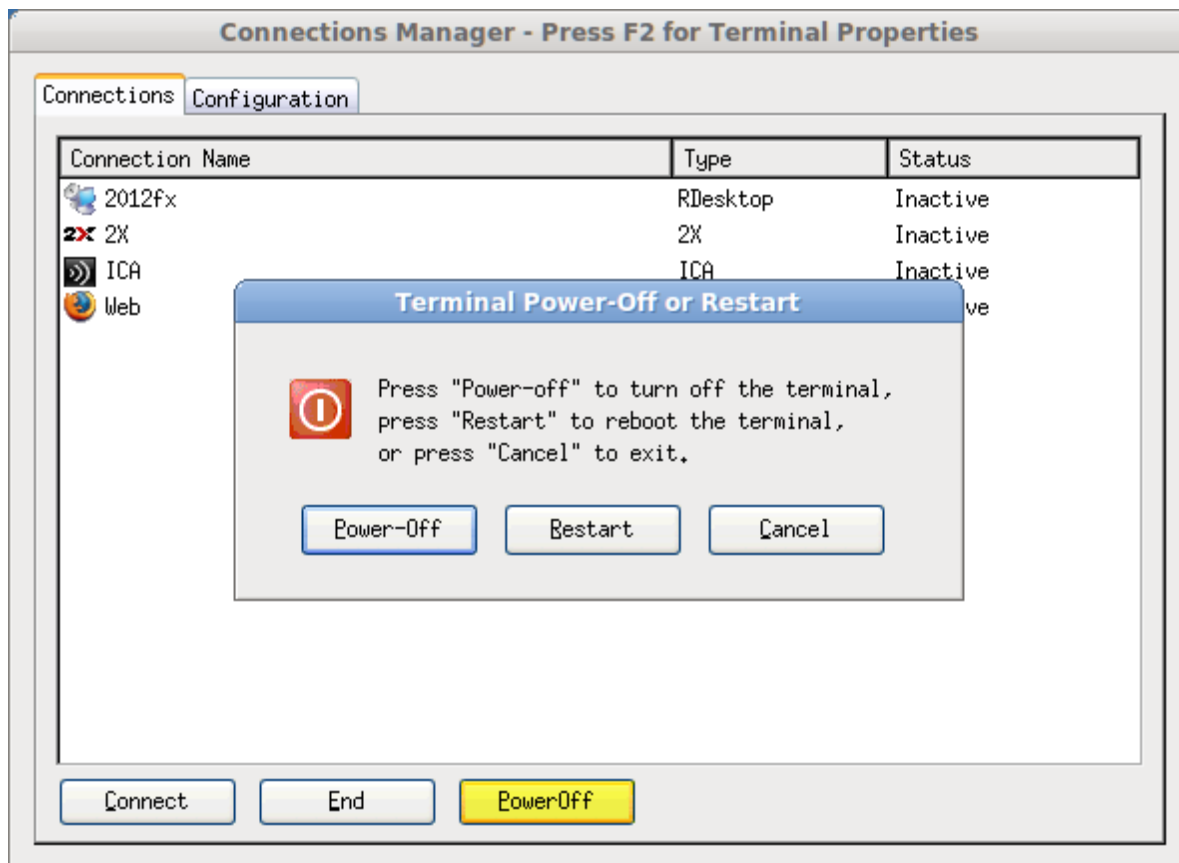 Connections Manager - Press F2 for Terminal Properties
Connections Configuration
Connection Name Type Status
2012fx RDesktop Inactive
2X 2X 2X Inactive
ICA ICA Inactive
Web ve
Terminal Power-Off or Restart
Press "Power-off" to turn off the terminal,
press "Restart" to reboot the terminal,
or press "Cancel" to exit.
Power-Off Restart Cancel
Connect End PowerOff